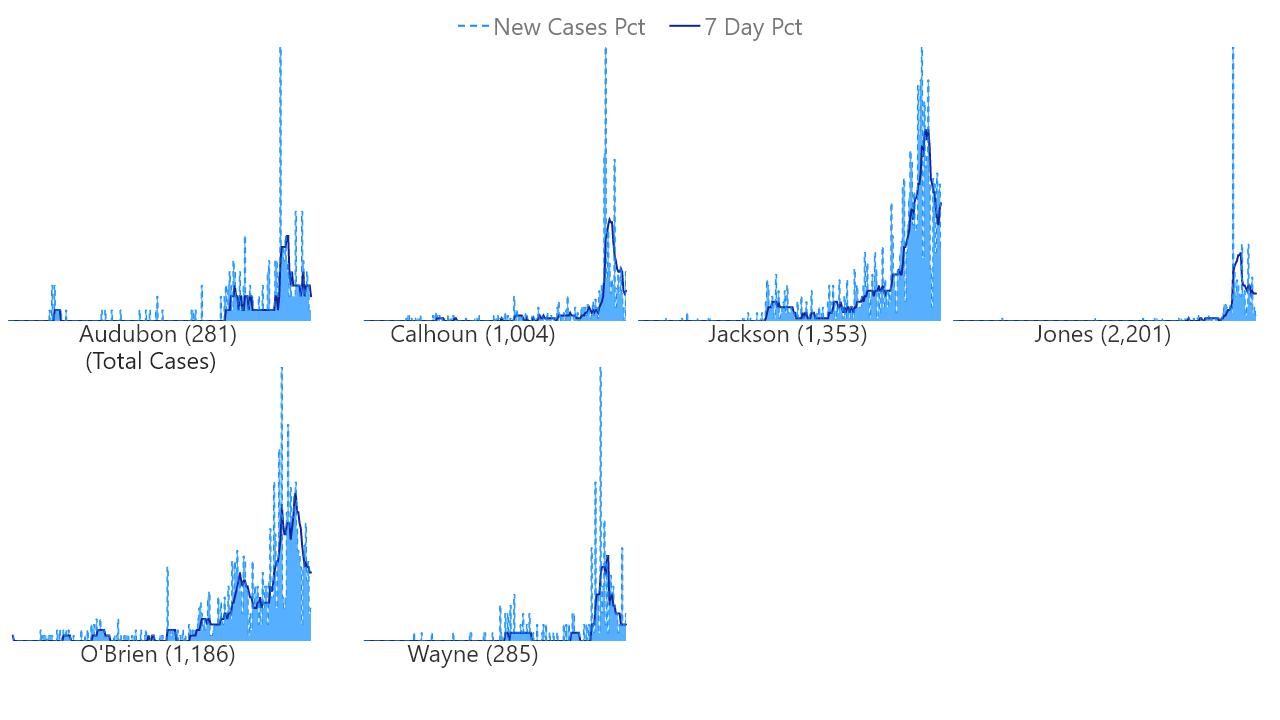 New Cases Pct 7 Day Pct
Audubon (281)
(Total Cases)
Calhoun (1,004)
Jackson (1,353)
Jones (2,201)
O'Brien (1,186)
Wayne (285)